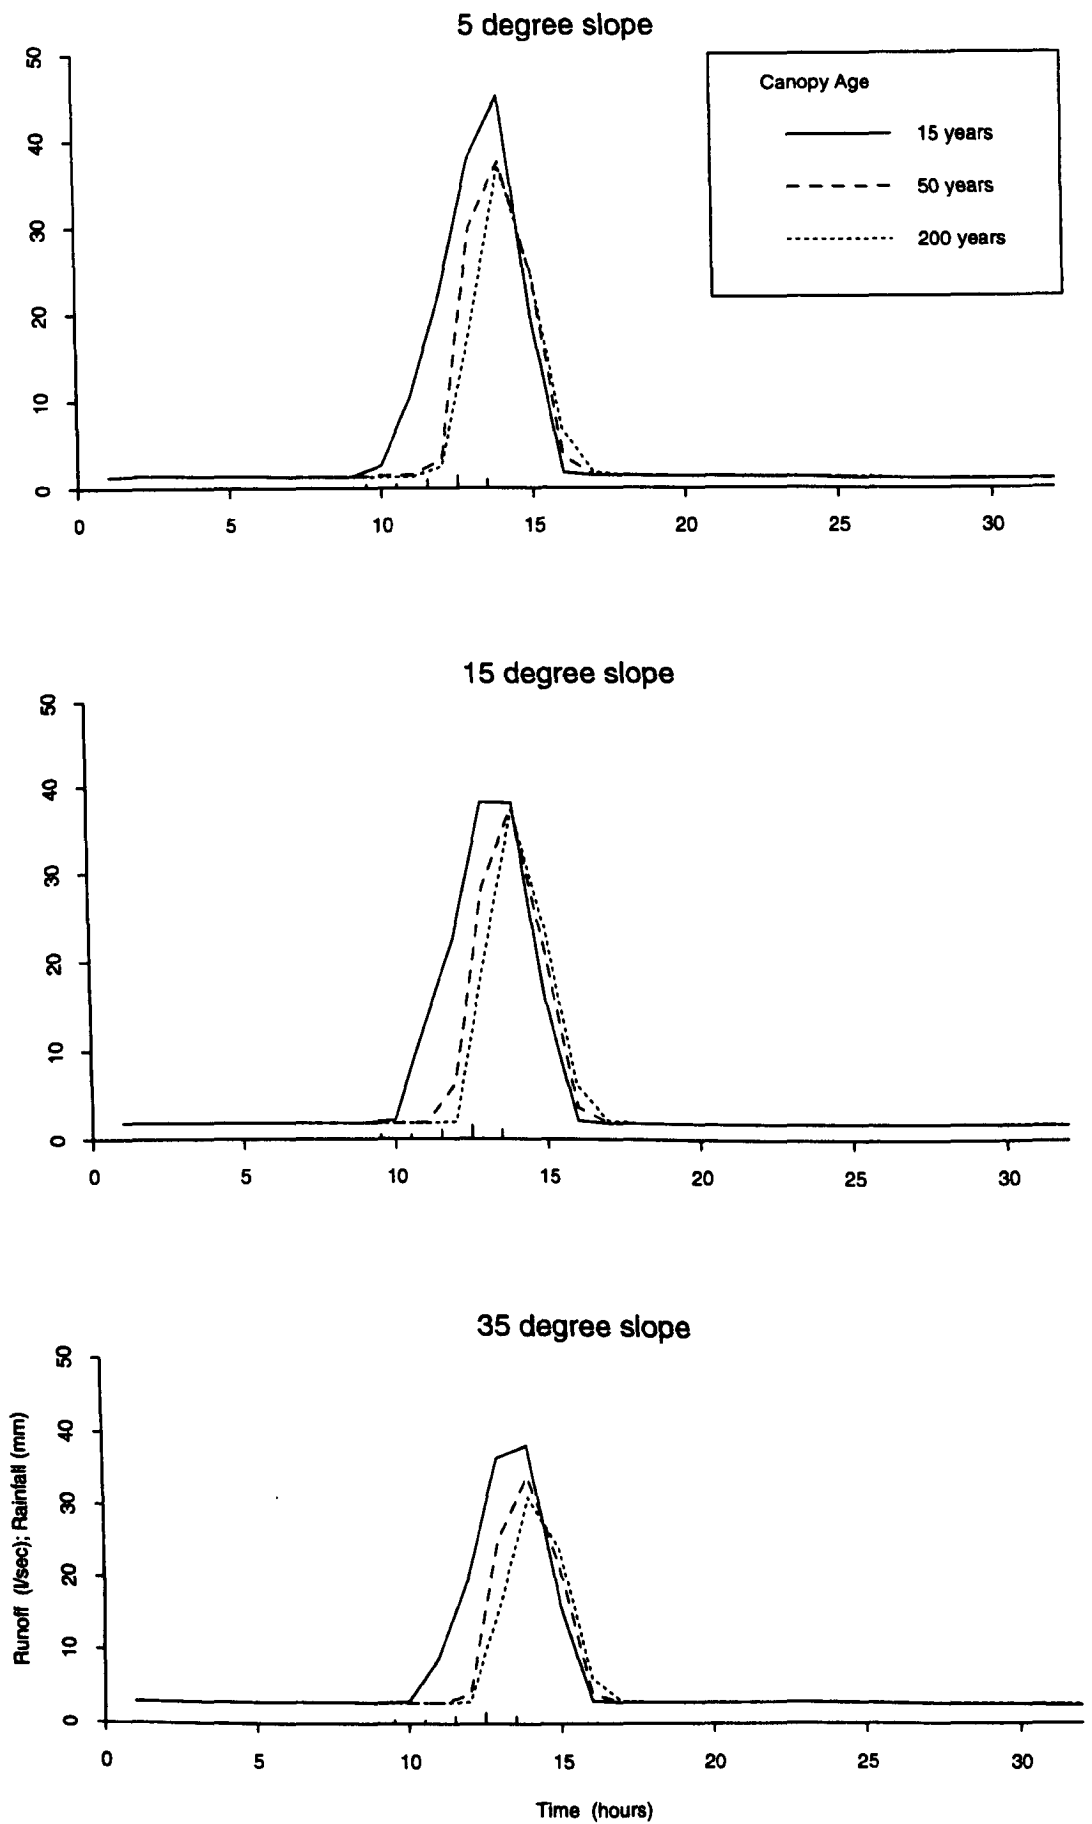 5 degree slope
50
40
30
20
10
0
0 5 10 15 20 25 30
Canopy Age
15 years
50 years
200 years
15 degree slope
50
40
30
20
10
0
0 5 10 15 20 25 30
35 degree slope
50
40
30
20
10
0
Runoff (l/sec); Rainfall (mm)
0 5 10 15 20 25 30
Time (hours)